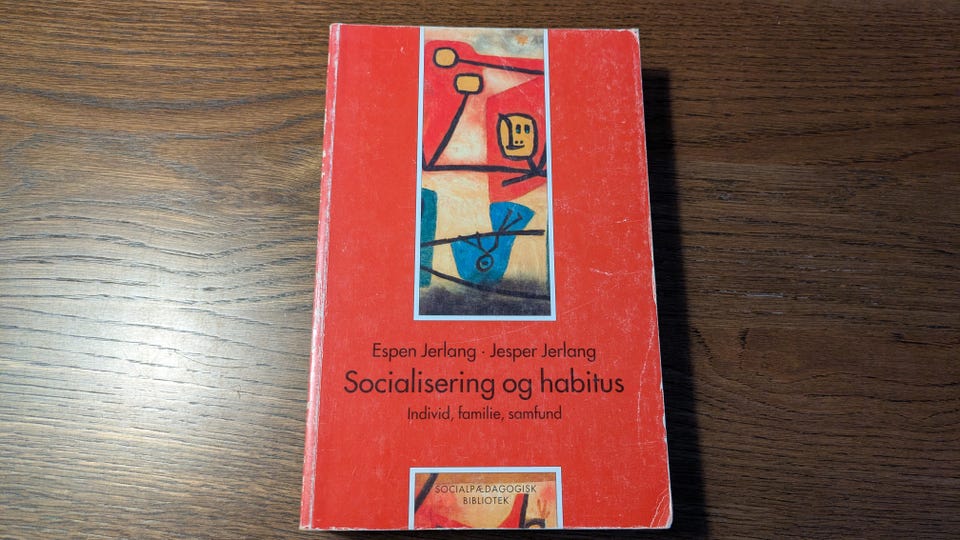 Espen Jerlang · Jesper Jerlang
Socialisering og habitus
Individ, familie, samfund
SOCIALPÆDAGOGISK
BIBLIOTEK